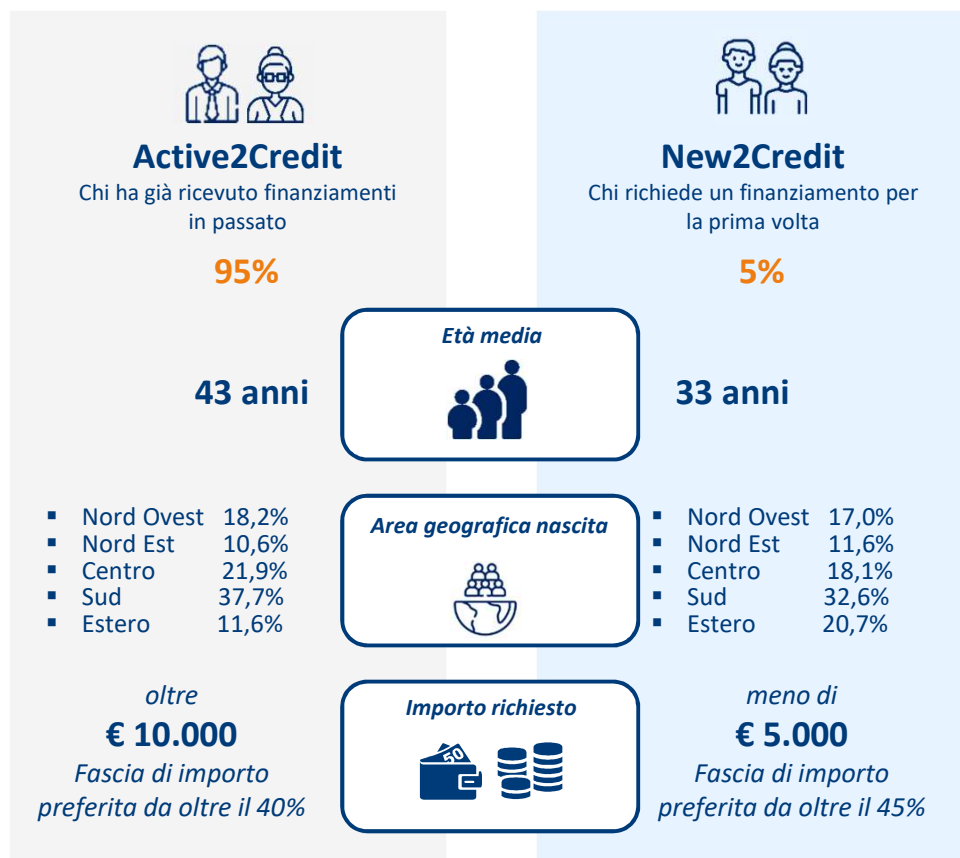 Active2Credit
Chi ha già ricevuto finanziamenti
in passato
95%
New2Credit
Chi richiede un finanziamento per
la prima volta
5%
Età media
43 anni
33 anni
Area geografica nascita
▪ Nord Ovest 18,2%
▪ Nord Est 10,6%
▪ Centro 21,9%
▪ Sud 37,7%
▪ Estero 11,6%
▪ Nord Ovest 17,0%
▪ Nord Est 11,6%
▪ Centro 18,1%
▪ Sud 32,6%
▪ Estero 20,7%
Importo richiesto
50
oltre
€ 10.000
Fascia di importo
preferita da oltre il 40%
meno di
€ 5.000
Fascia di importo
preferita da oltre il 45%